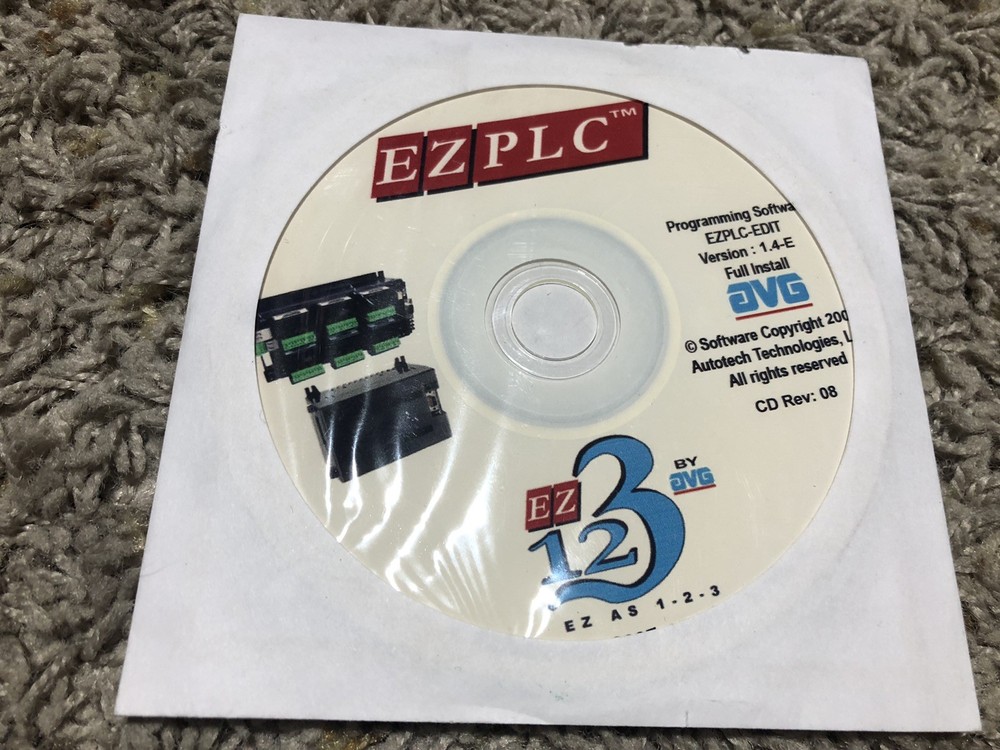 EZPLC™
Programming Softwa
EZPLC-EDIT
Version : 1.4-E
Full Install
AVG
© Software Copyright 200
Autotech Technologies, L
All rights reserved
CD Rev: 08
EZ
123
BY
AVG
EZ AS 1-2-3